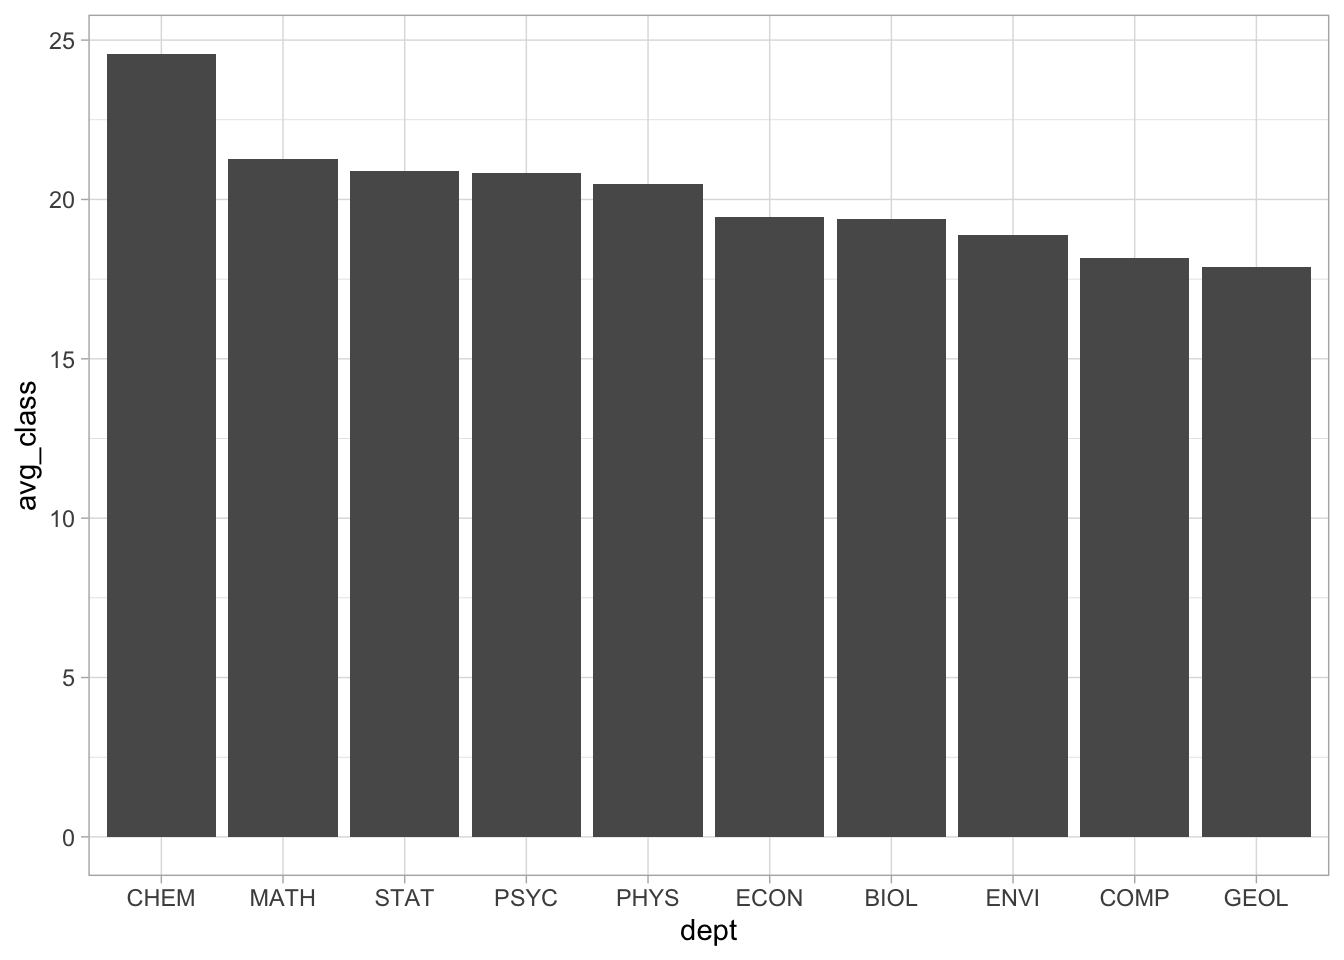 25
20
15
10
5
0
avg_class
CHEM MATH STAT PSYC PHYS ECON BIOL ENVI COMP GEOL
dept